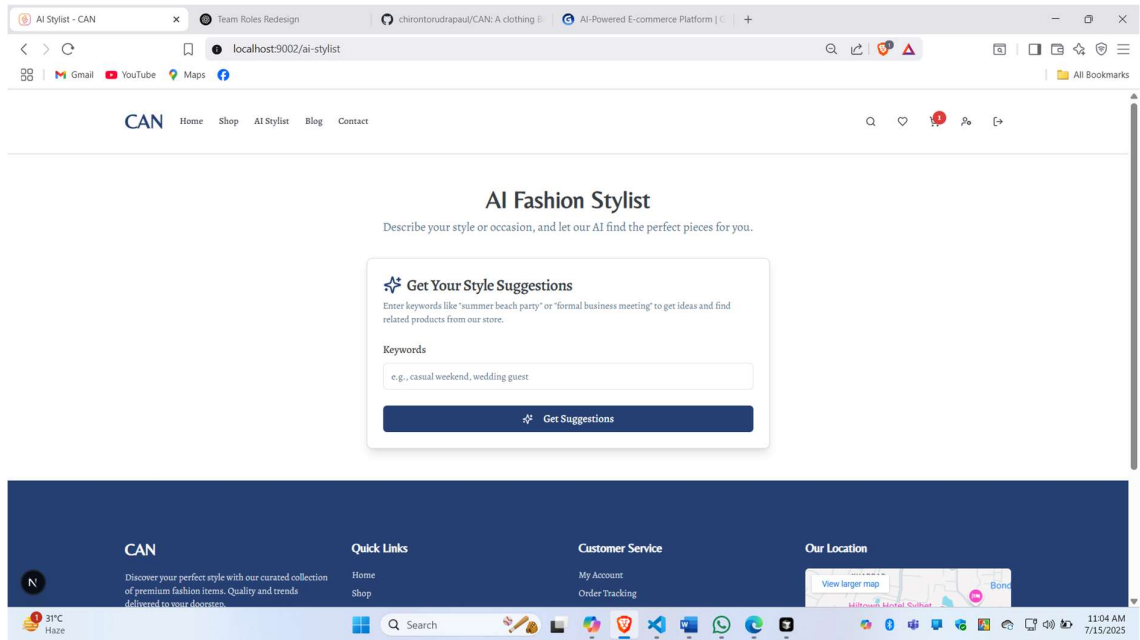 AI Stylist - CAN
Team Roles Redesign
chirontorudrapaul/CAN: A clothing E
AI-Powered E-commerce Platform | G
localhost:9002/ai-stylist
Gmail
YouTube
Maps
All Bookmarks
CAN
Home
Shop
AI Stylist
Blog
Contact
1
AI Fashion Stylist
Describe your style or occasion, and let our AI find the perfect pieces for you.
Get Your Style Suggestions
Enter keywords like "summer beach party" or "formal business meeting" to get ideas and find
related products from our store.
Keywords
e.g., casual weekend, wedding guest
Get Suggestions
CAN
Discover your perfect style with our curated collection
of premium fashion items. Quality and trends
delivered to your doorstep.
Quick Links
Home
Shop
Customer Service
My Account
Order Tracking
Our Location
View larger map
Bond
Hiltown Hotel Sylhet
N
1
31°C
Haze
Search
11:04 AM
7/15/2025